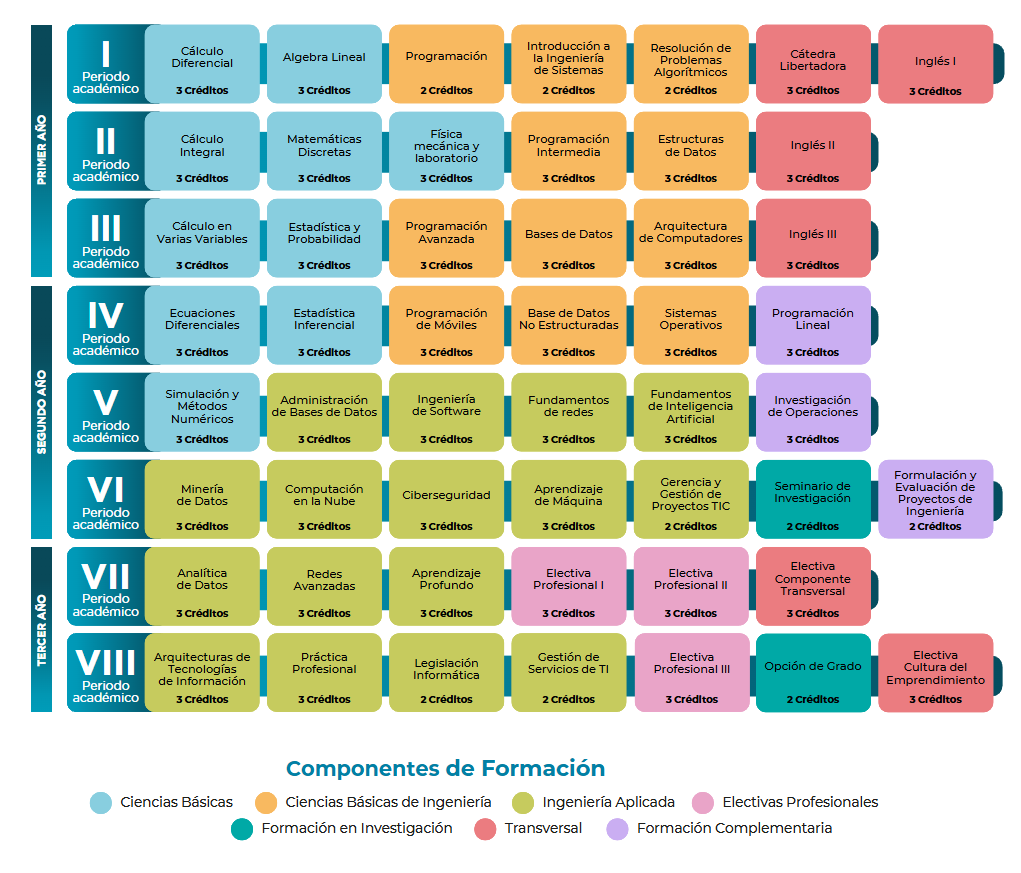 PRIMER AÑO
I
Periodo
académico
Cálculo
Diferencial
3 Créditos
Algebra Lineal
3 Créditos
Programación
2 Créditos
Introducción a
la Ingeniería
de Sistemas
2 Créditos
Resolución de
Problemas
Algorítmicos
2 Créditos
Cátedra
Libertadora
3 Créditos
Inglés I
3 Créditos
II
Periodo
académico
Cálculo
Integral
3 Créditos
Matemáticas
Discretas
3 Créditos
Física
mecánica y
laboratorio
3 Créditos
Programación
Intermedia
3 Créditos
Estructuras
de Datos
3 Créditos
Inglés II
3 Créditos
III
Periodo
académico
Cálculo en
Varias Variables
3 Créditos
Estadística y
Probabilidad
3 Créditos
Programación
Avanzada
3 Créditos
Bases de Datos
3 Créditos
Arquitectura
de Computadores
3 Créditos
Inglés III
3 Créditos
SEGUNDO AÑO
IV
Periodo
académico
Ecuaciones
Diferenciales
3 Créditos
Estadística
Inferencial
3 Créditos
Programación
de Móviles
3 Créditos
Base de Datos
No Estructuradas
3 Créditos
Sistemas
Operativos
3 Créditos
Programación
Lineal
3 Créditos
V
Periodo
académico
Simulación y
Métodos
Numéricos
3 Créditos
Administración
de Bases de Datos
3 Créditos
Ingeniería
de Software
3 Créditos
Fundamentos
de redes
3 Créditos
Fundamentos
de Inteligencia
Artificial
3 Créditos
Investigación
de Operaciones
3 Créditos
VI
Periodo
académico
Minería
de Datos
3 Créditos
Computación
en la Nube
3 Créditos
Ciberseguridad
3 Créditos
Aprendizaje
de Máquina
3 Créditos
Gerencia y
Gestión de
Proyectos TIC
2 Créditos
Seminario de
Investigación
2 Créditos
Formulación y
Evaluación de
Proyectos de
Ingeniería
2 Créditos
TERCER AÑO
VII
Periodo
académico
Analítica
de Datos
3 Créditos
Redes
Avanzadas
3 Créditos
Aprendizaje
Profundo
3 Créditos
Electiva
Profesional I
3 Créditos
Electiva
Profesional II
3 Créditos
Electiva
Componente
Transversal
3 Créditos
VIII
Periodo
académico
Arquitecturas de
Tecnologías
de Información
3 Créditos
Práctica
Profesional
3 Créditos
Legislación
Informática
2 Créditos
Gestión de
Servicios de TI
2 Créditos
Electiva
Profesional III
3 Créditos
Opción de Grado
2 Créditos
Electiva
Cultura del
Emprendimiento
3 Créditos
Componentes de Formación
Ciencias Básicas
Ciencias Básicas de Ingeniería
Ingeniería Aplicada
Electivas Profesionales
Formación en Investigación
Transversal
Formación Complementaria